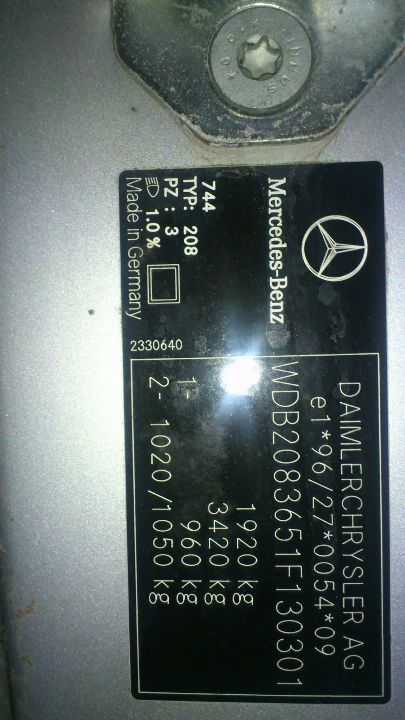 Mercedes-Benz
744
TYP: 208
PZ : 3
1.0%
Made in Germany
2330640
DAIMLERCHRYSLER AG
e1*96/27*0054*09
WDB2083651F130301
1920 kg
3420 kg
1- 960 kg
2- 1020/1050 kg